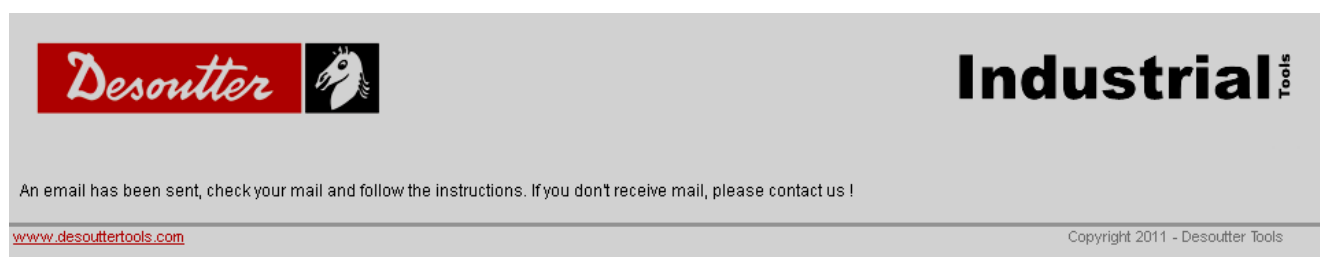 Desoutter
Industrial Tools
An email has been sent, check your mail and follow the instructions. If you don't receive mail, please contact us !
www.desouttertools.com
Copyright 2011 - Desoutter Tools